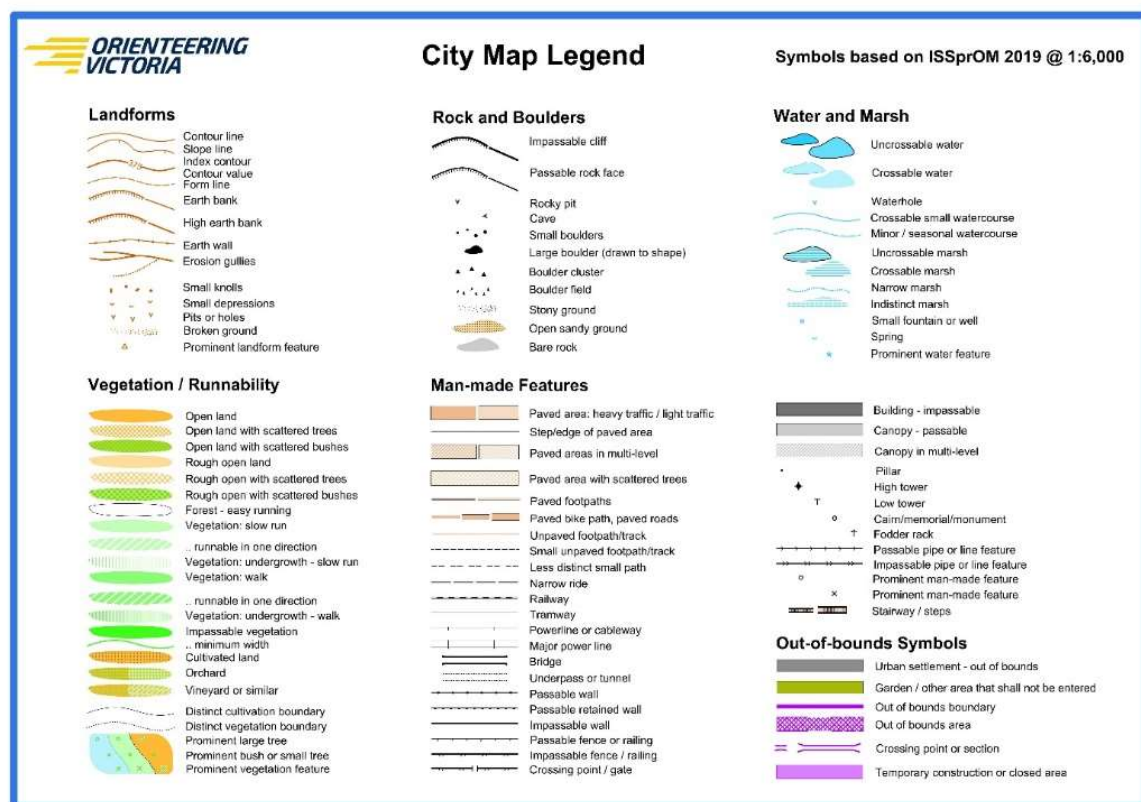 ORIENTEERING
VICTORIA
City Map Legend
Symbols based on ISSprOM 2019 @ 1:6,000
Landforms
Contour line
Slope line
Index contour
Contour value
Form line
Earth bank
High earth bank
Earth wall
Erosion gullies
Small knolls
Small depressions
Pits or holes
Broken ground
Prominent landform feature
Rock and Boulders
Impassable cliff
Passable rock face
Rocky pit
Cave
Small boulders
Large boulder (drawn to shape)
Boulder cluster
Boulder field
Stony ground
Open sandy ground
Bare rock
Water and Marsh
Uncrossable water
Crossable water
Waterhole
Crossable small watercourse
Minor / seasonal watercourse
Uncrossable marsh
Crossable marsh
Narrow marsh
Indistinct marsh
Small fountain or well
Spring
Prominent water feature
Vegetation / Runnability
Open land
Open land with scattered trees
Open land with scattered bushes
Rough open land
Rough open with scattered trees
Rough open with scattered bushes
Forest - easy running
Vegetation: slow run
.. runnable in one direction
Vegetation: undergrowth - slow run
Vegetation: walk
.. runnable in one direction
Vegetation: undergrowth - walk
Impassable vegetation
.. minimum width
Cultivated land
Orchard
Vineyard or similar
Distinct cultivation boundary
Distinct vegetation boundary
Prominent large tree
Prominent bush or small tree
Prominent vegetation feature
Man-made Features
Paved area: heavy traffic / light traffic
Step/edge of paved area
Paved areas in multi-level
Paved area with scattered trees
Paved footpaths
Paved bike path, paved roads
Unpaved footpath/track
Small unpaved footpath/track
Less distinct small path
Narrow ride
Railway
Tramway
Powerline or cableway
Major power line
Bridge
Underpass or tunnel
Passable wall
Passable retained wall
Impassable wall
Passable fence or railing
Impassable fence / railing
Crossing point / gate
Building - impassable
Canopy - passable
Canopy in multi-level
Pillar
High tower
Low tower
Cairn/memorial/monument
Fodder rack
Passable pipe or line feature
Impassable pipe or line feature
Prominent man-made feature
Prominent man-made feature
Stairway / steps
Out-of-bounds Symbols
Urban settlement - out of bounds
Garden / other area that shall not be entered
Out of bounds boundary
Out of bounds area
Crossing point or section
Temporary construction or closed area